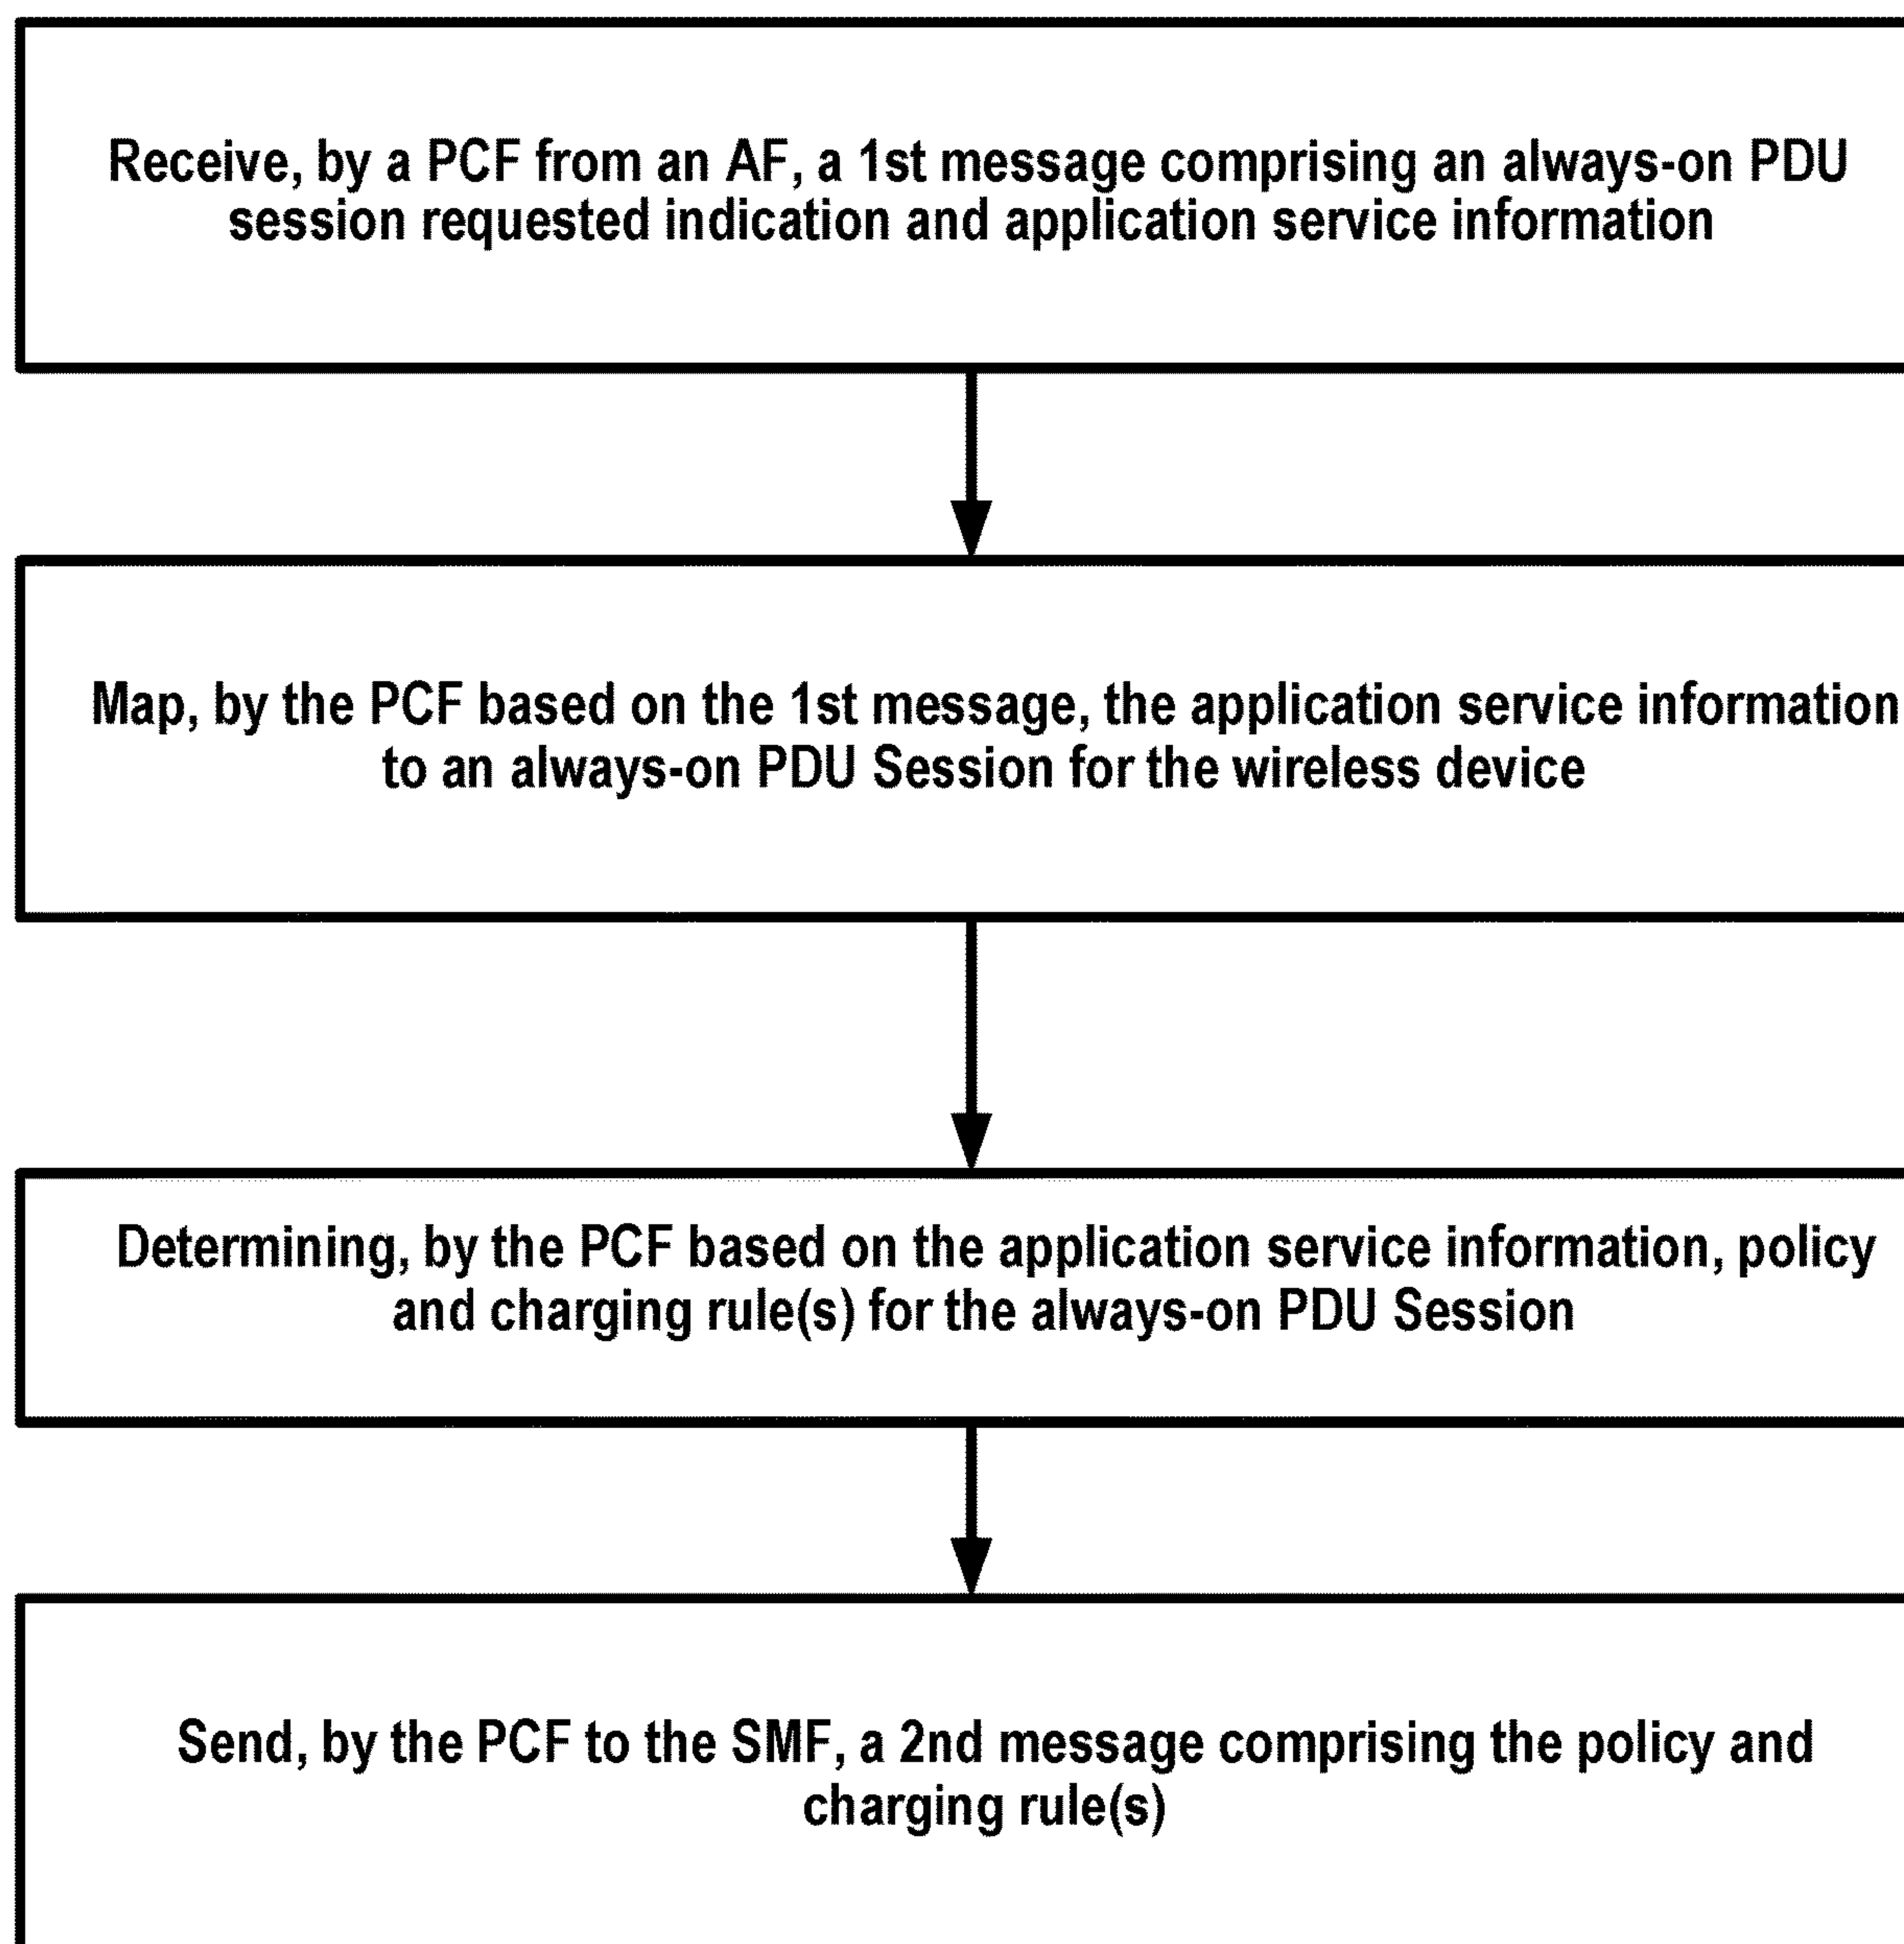 Receive, by a PCF from an AF, a 1st message comprising an always-on PDU
session requested indication and application service information
Map, by the PCF based on the 1st message, the application service information
to an always-on PDU Session for the wireless device
Determining, by the PCF based on the application service information, policy
and charging rule(s) for the always-on PDU Session
Send, by the PCF to the SMF, a 2nd message comprising the policy and
charging rule(s)